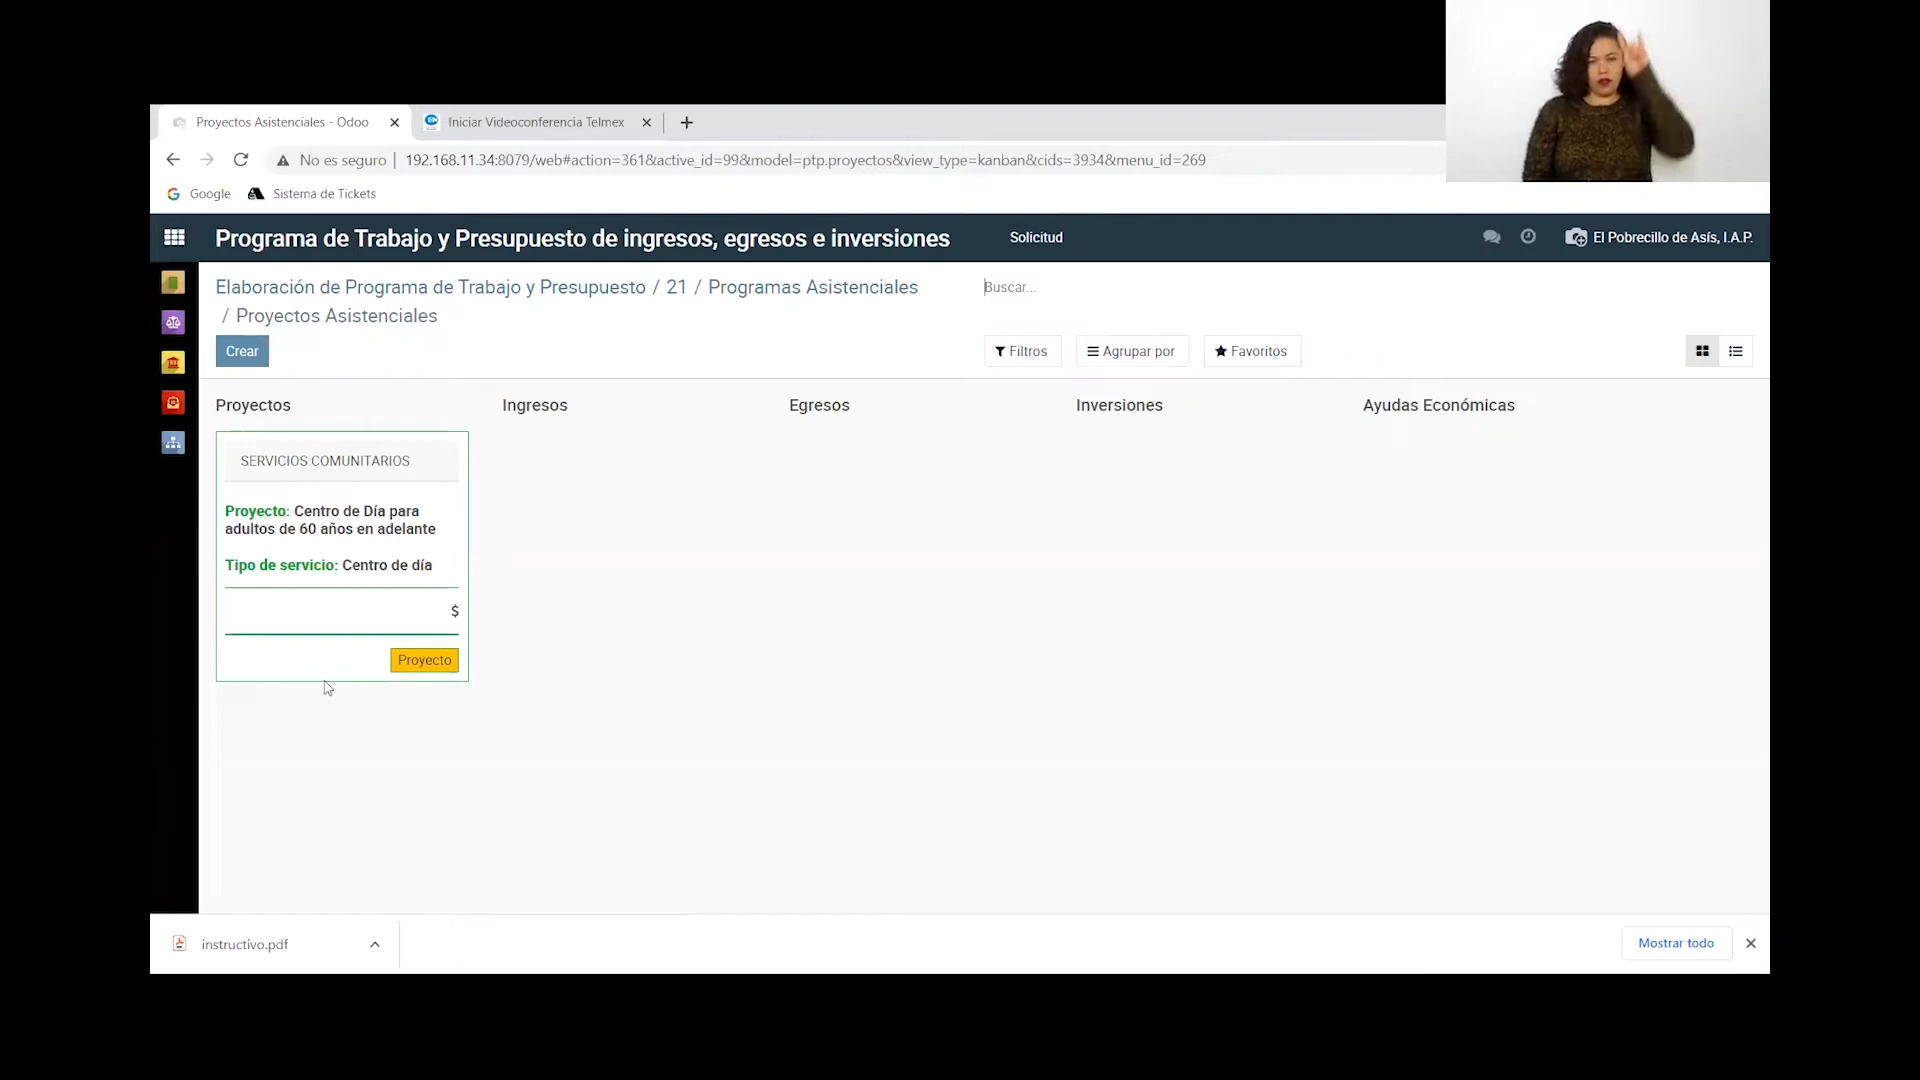 Proyectos Asistenciales - Odoo
Iniciar Videoconferencia Telmex
No es seguro
192.168.11.34:8079/web#action=361&active_id=99&model=ptp.proyectos&view_type=kanban&cids=3934&menu_id=269
Google
Sistema de Tickets
Programa de Trabajo y Presupuesto de ingresos, egresos e inversiones
Solicitud
El Pobrecillo de Asís, I.A.P.
Elaboración de Programa de Trabajo y Presupuesto / 21 / Programas Asistenciales
/ Proyectos Asistenciales
Buscar...
Crear
Filtros
Agrupar por
Favoritos
Proyectos
Ingresos
Egresos
Inversiones
Ayudas Económicas
SERVICIOS COMUNITARIOS
Proyecto: Centro de Día para
adultos de 60 años en adelante
Tipo de servicio: Centro de día
$
Proyecto
instructivo.pdf
Mostrar todo